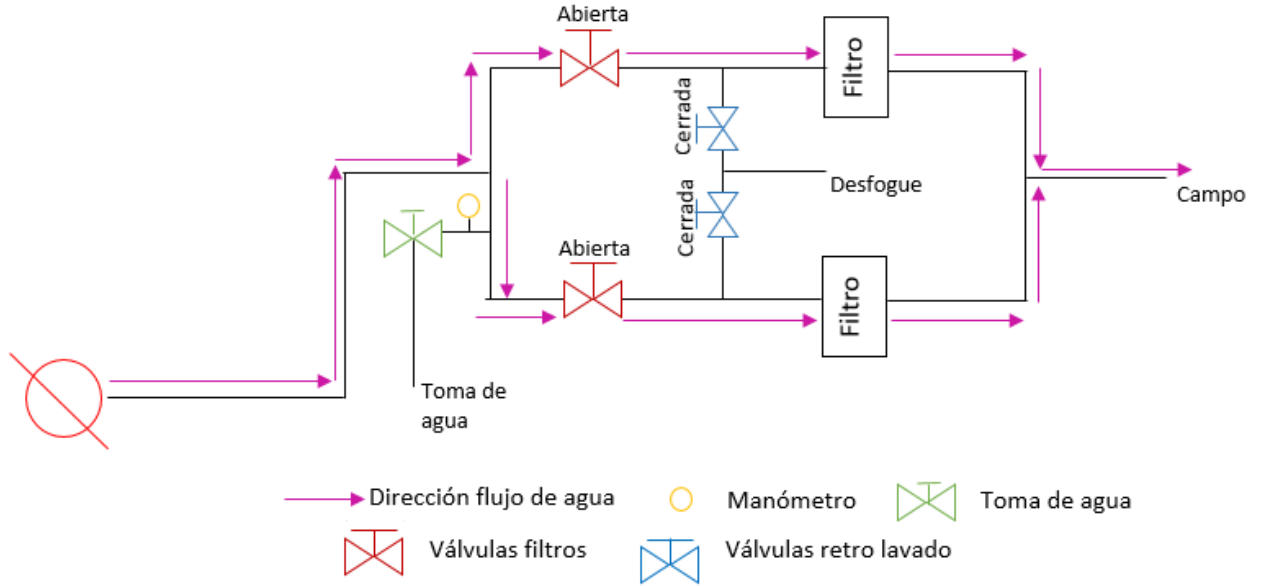 Abierta
Filtro
Cerrada
Desfogue
Campo
Cerrada
Abierta
Filtro
Toma de
agua
Dirección flujo de agua
Manómetro
Toma de agua
Válvulas filtros
Válvulas retro lavado